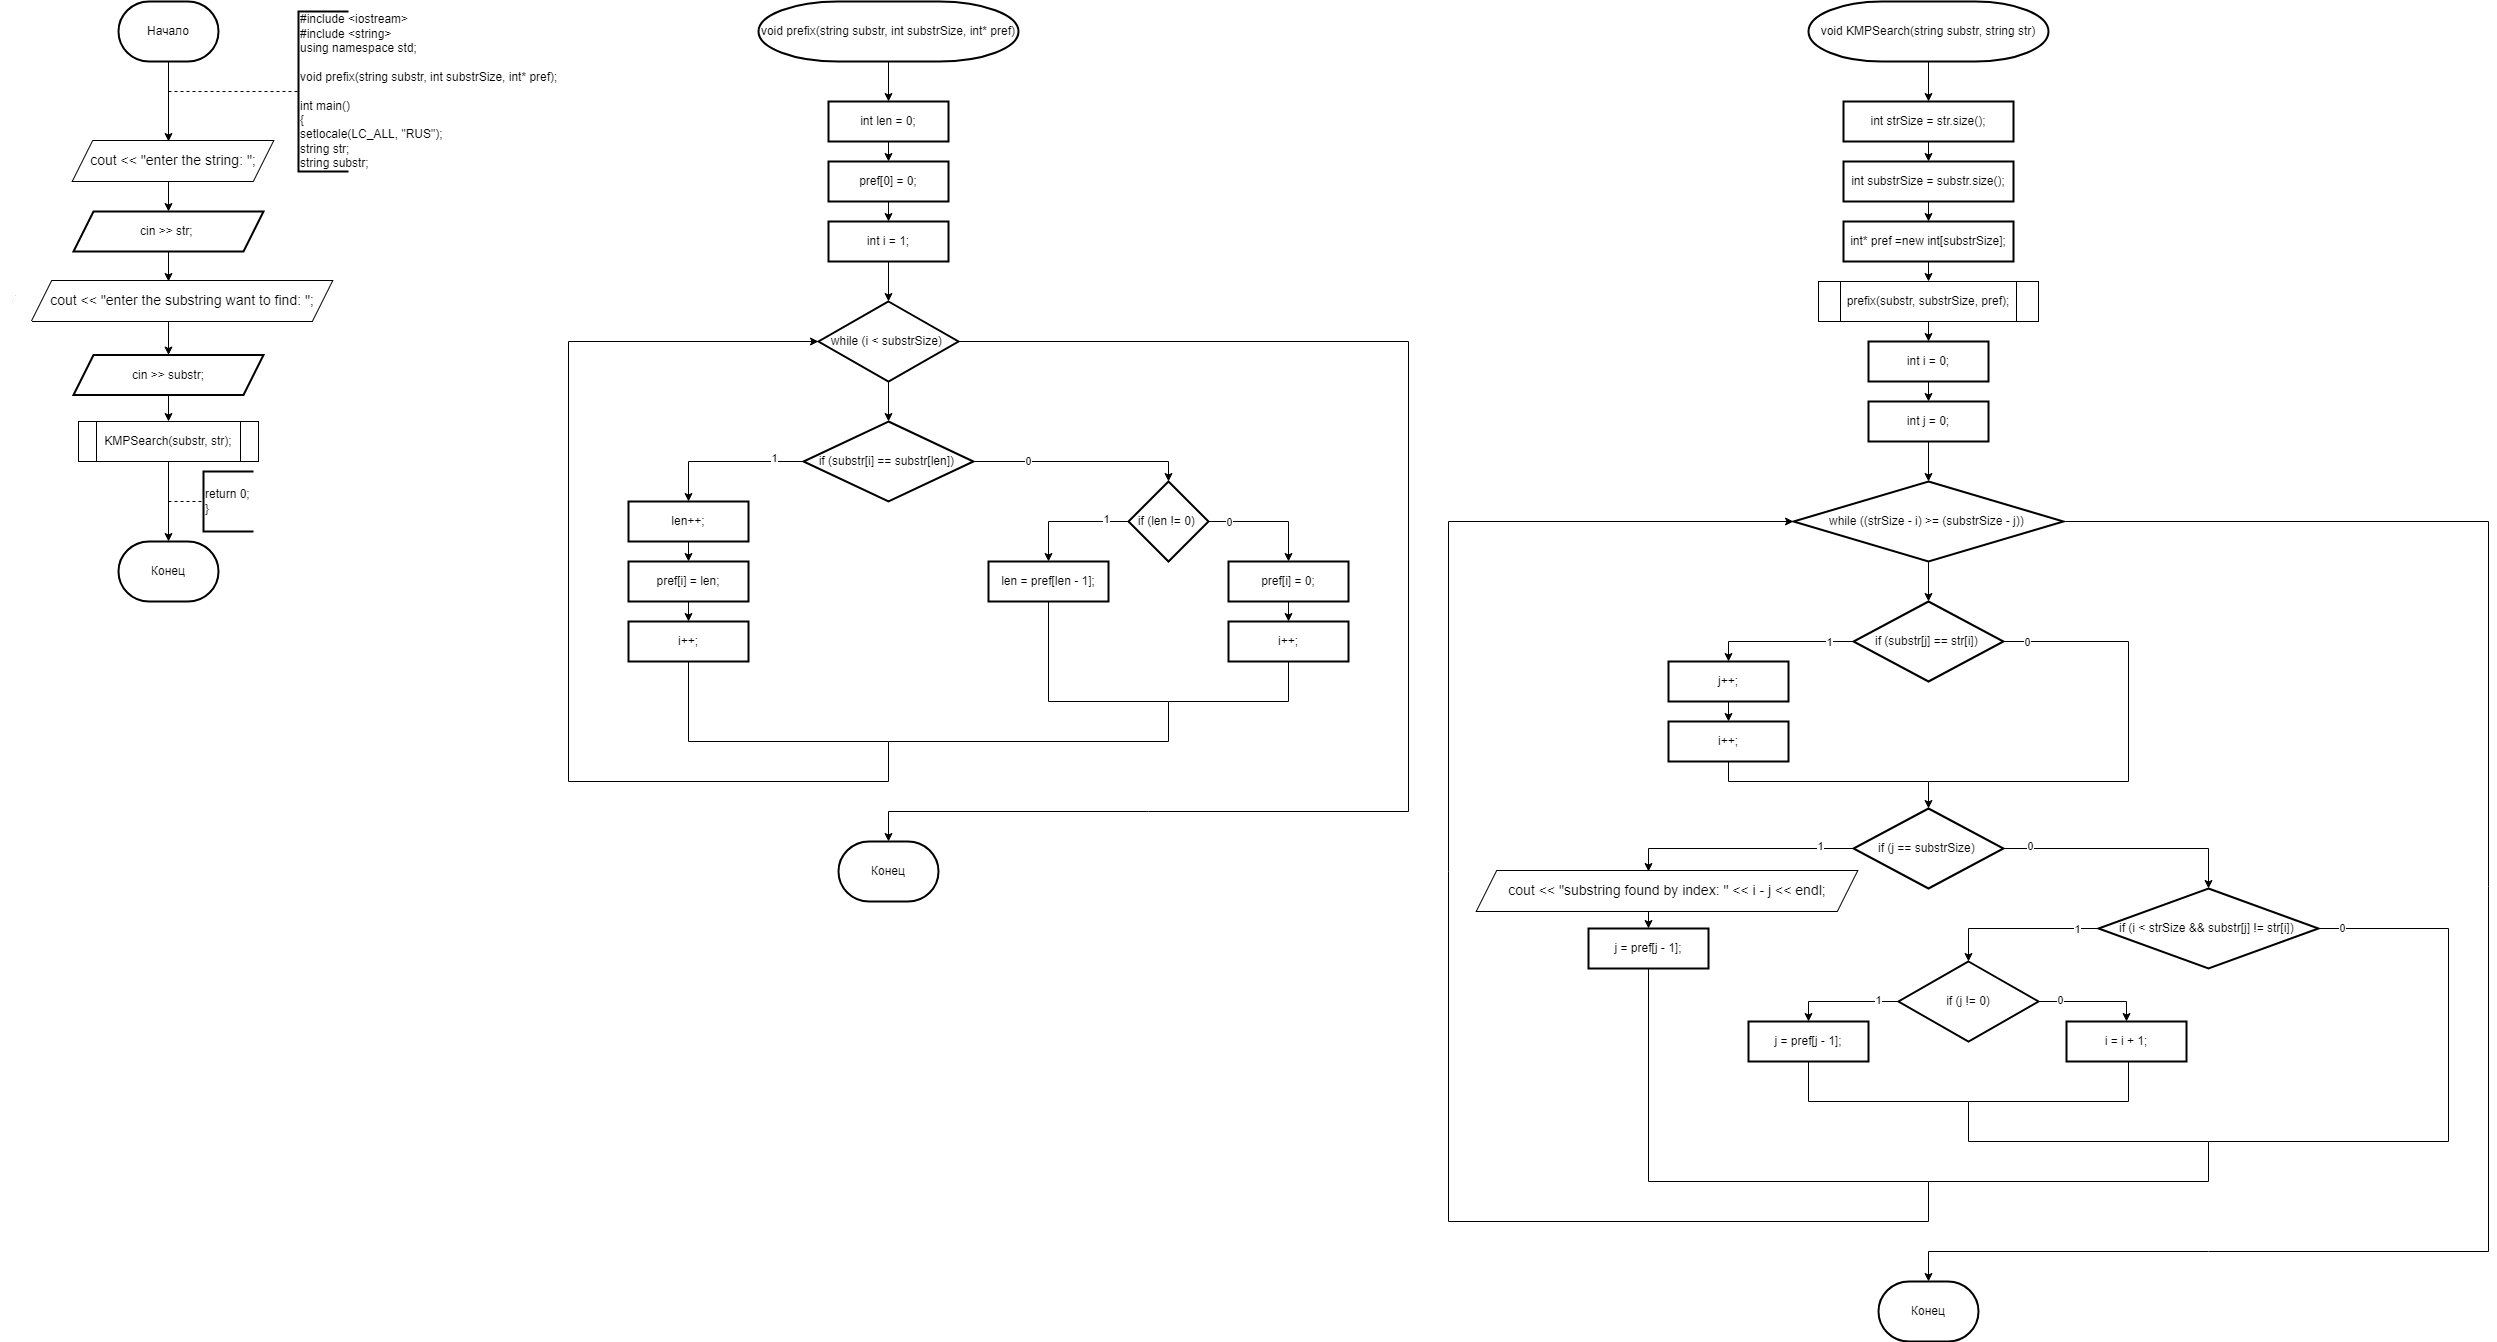 Начало
#include <iostream>
#include <string>
using namespace std;
void prefix(string substr, int substrSize, int* pref);
int main()
{
setlocale(LC_ALL, "RUS");
string str;
string substr;
cout << "enter the string: ";
cin >> str;
cout << "enter the substring want to find: ";
cin >> substr;
KMPSearch(substr, str);
return 0;
}
Конец
void prefix(string substr, int substrSize, int* pref)
int len = 0;
pref[0] = 0;
int i = 1;
while (i < substrSize)
if (substr[i] == substr[len])
1
0
len++;
pref[i] = len;
i++;
if (len != 0)
1
0
len = pref[len - 1];
pref[i] = 0;
i++;
Конец
void KMPSearch(string substr, string str)
int strSize = str.size();
int substrSize = substr.size();
int* pref =new int[substrSize];
prefix(substr, substrSize, pref);
int i = 0;
int j = 0;
while ((strSize - i) >= (substrSize - j))
if (substr[j] == str[i])
1
0
j++;
i++;
if (j == substrSize)
1
0
cout << "substring found by index: " << i - j << endl;
j = pref[j - 1];
if (i < strSize && substr[j] != str[i])
1
0
if (j != 0)
1
0
j = pref[j - 1];
i = i + 1;
Конец